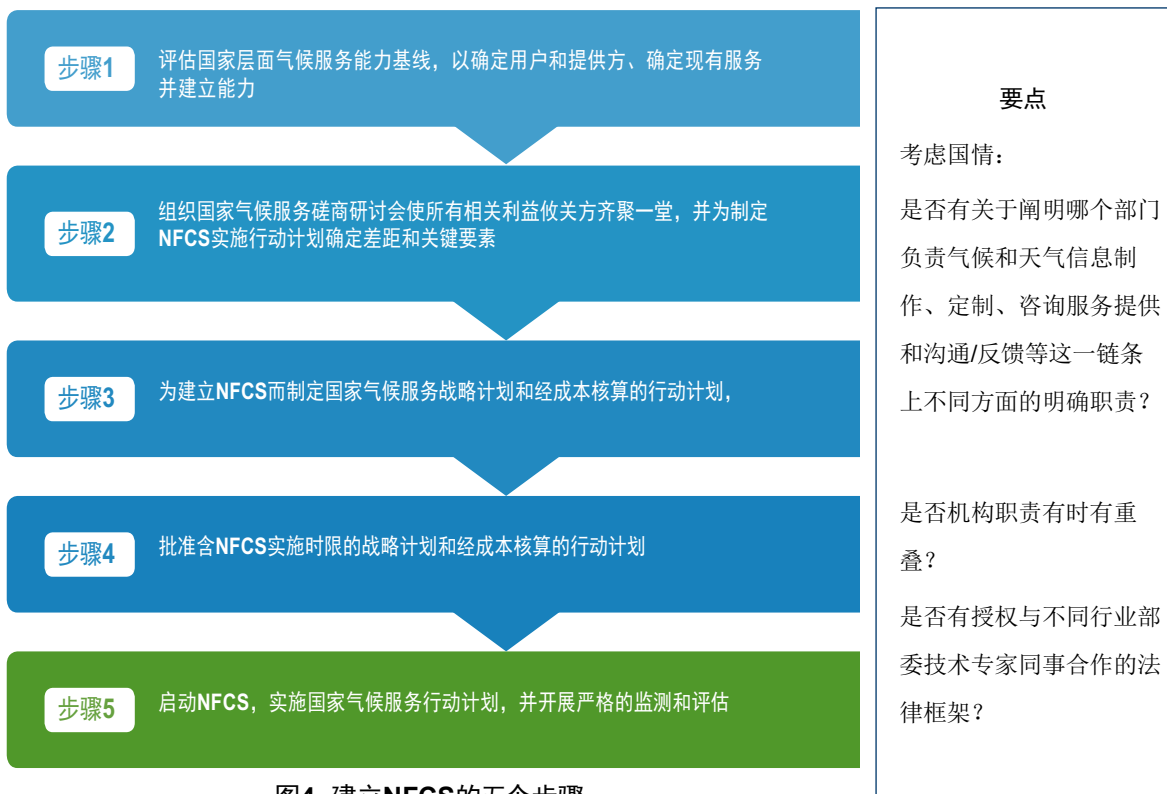 步骤1
评估国家层面气候服务能力基线，以确定用户和提供方、确定现有服务
并建立能力
步骤2
组织国家气候服务磋商研讨会使所有相关利益攸关方齐聚一堂，并为制定
NFCS实施行动计划确定差距和关键要素
步骤3
为建立NFCS而制定国家气候服务战略计划和经成本核算的行动计划，
步骤4
批准含NFCS实施时限的战略计划和经成本核算的行动计划
步骤5
启动NFCS，实施国家气候服务行动计划，并开展严格的监测和评估
图4 建立NFCS的五个步骤
要点
考虑国情：
是否有关于阐明哪个部门
负责气候和天气信息制
作、定制、咨询服务提供
和沟通/反馈等这一链条
上不同方面的明确职责？
是否机构职责有时有重
叠？
是否有授权与不同行业部
委技术专家同事合作的法
律框架？